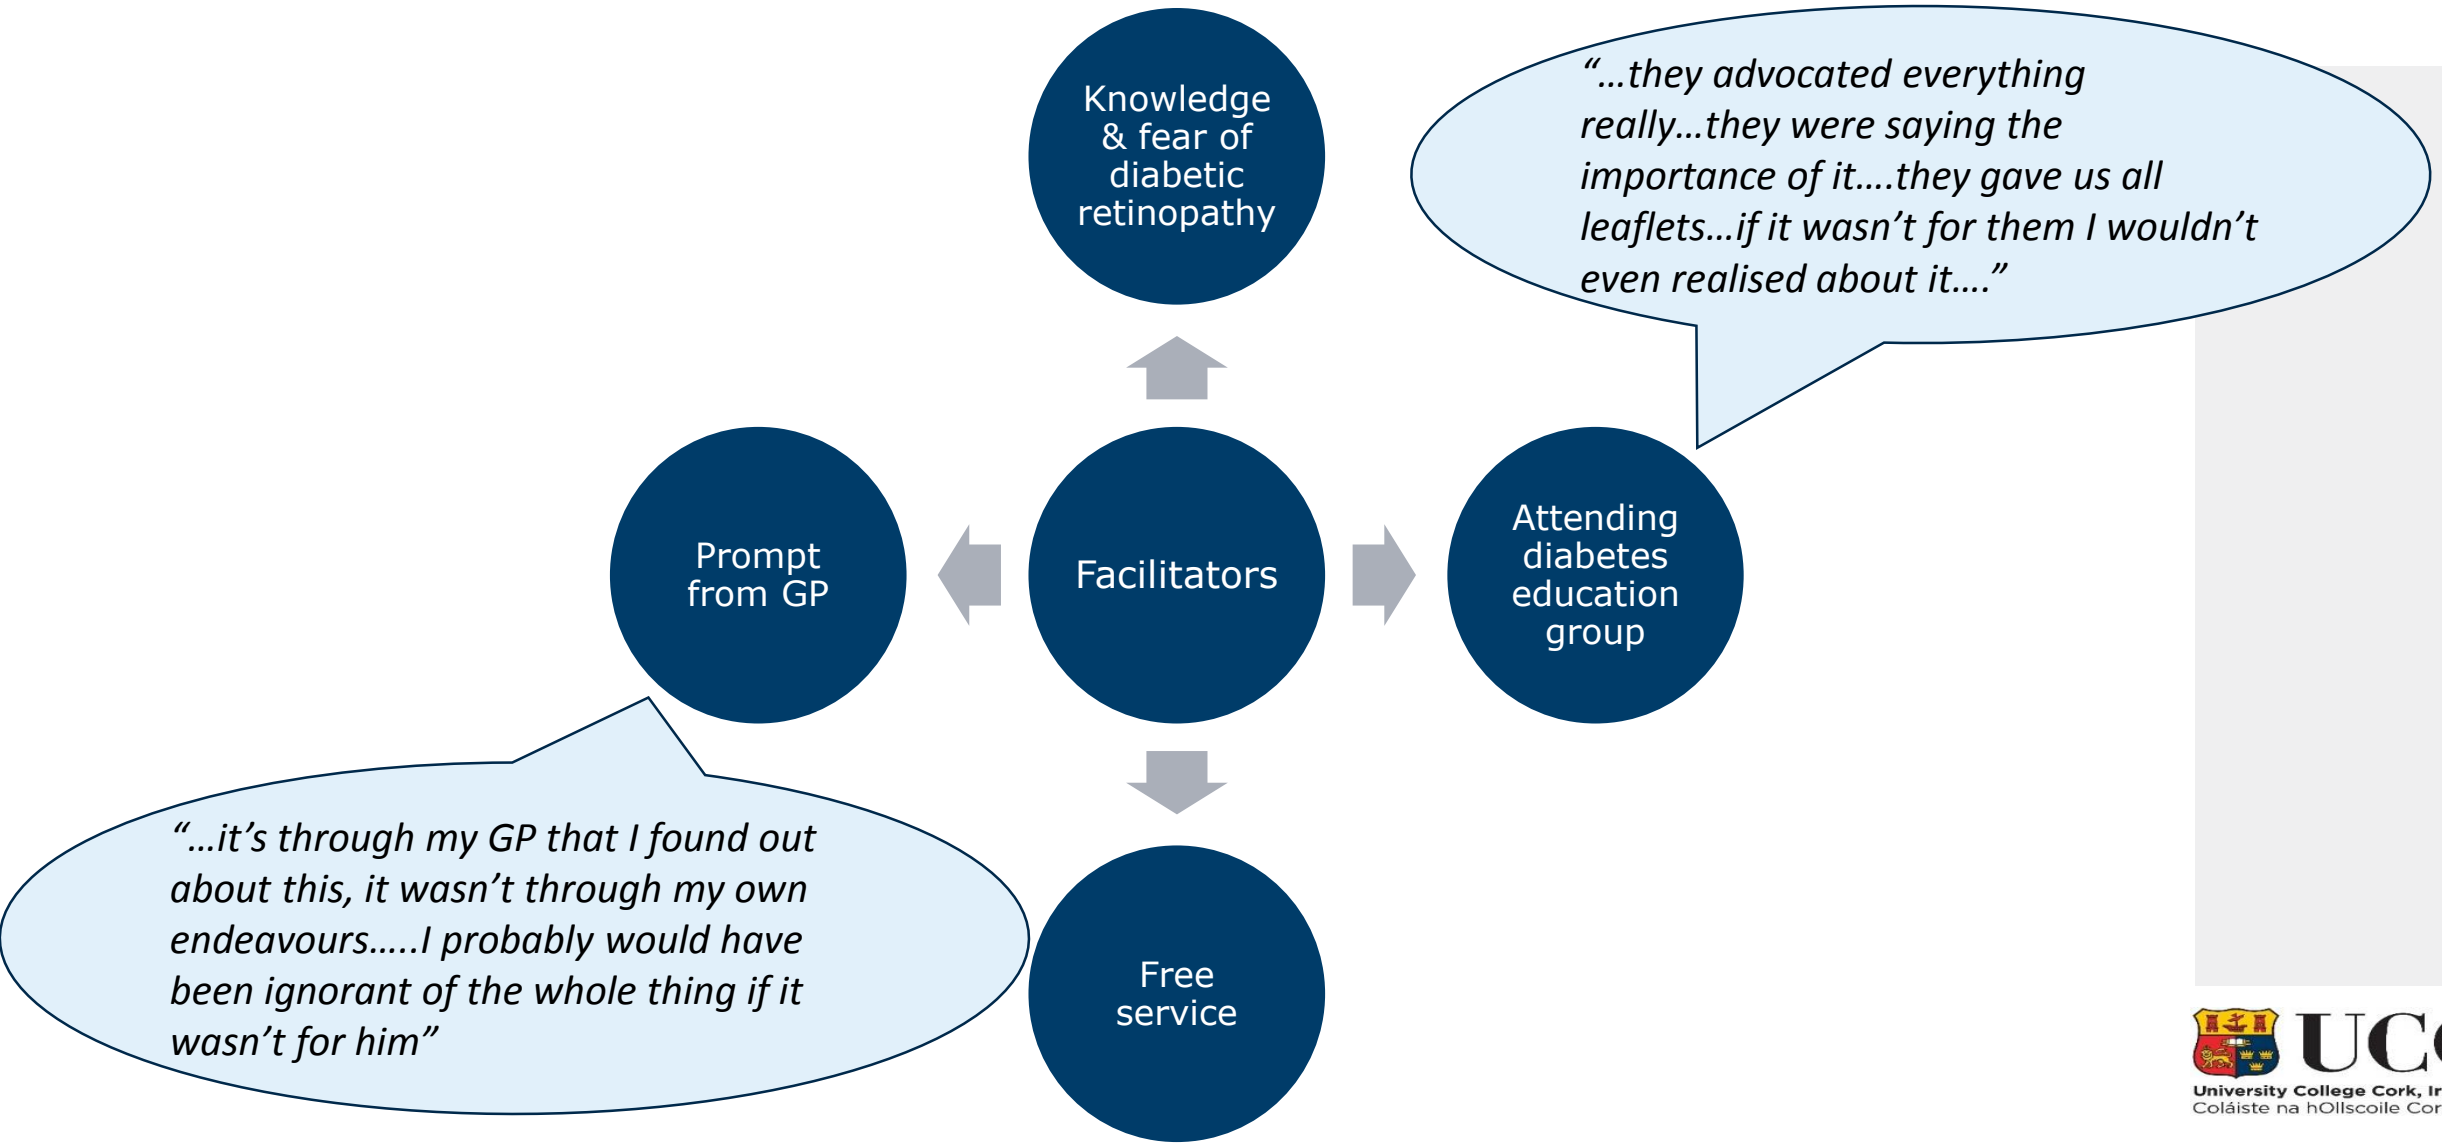 Knowledge
& fear of
diabetic
retinopathy
“…they advocated everything
really…they were saying the
importance of it….they gave us all
leaflets…if it wasn’t for them I wouldn’t
even realised about it….”
Prompt
from GP
Facilitators
Attending
diabetes
education
group
“…it’s through my GP that I found out
about this, it wasn’t through my own
endeavours…..I probably would have
been ignorant of the whole thing if it
wasn’t for him”
Free
service
UC
University College Cork,
Coláiste na hOllscoile